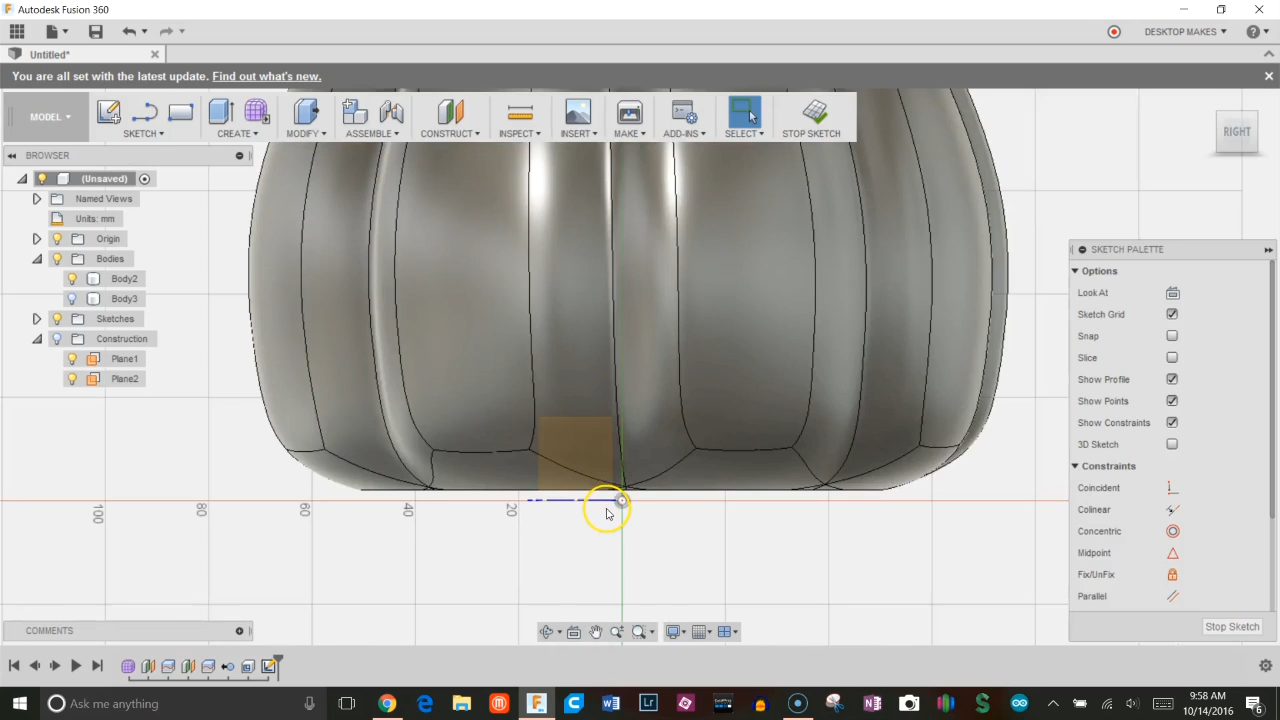 Autodesk Fusion 360
DESKTOP MAKES
Untitled*
You are all set with the latest update. Find out what's new.
MODEL
SKETCH
CREATE
MODIFY
ASSEMBLE
CONSTRUCT
INSPECT
INSERT
MAKE
ADD-INS
SELECT
STOP SKETCH
RIGHT
BROWSER
(Unsaved)
Named Views
Units: mm
Origin
Bodies
Body2
Body3
Sketches
Construction
Plane1
Plane2
SKETCH PALETTE
Options
Look At
Sketch Grid
Snap
Slice
Show Profile
Show Points
Show Constraints
3D Sketch
Constraints
Coincident
Colinear
Concentric
Midpoint
Fix/UnFix
Parallel
Stop Sketch
100
80
60
40
20
COMMENTS
Ask me anything
9:58 AM
10/14/2016
6